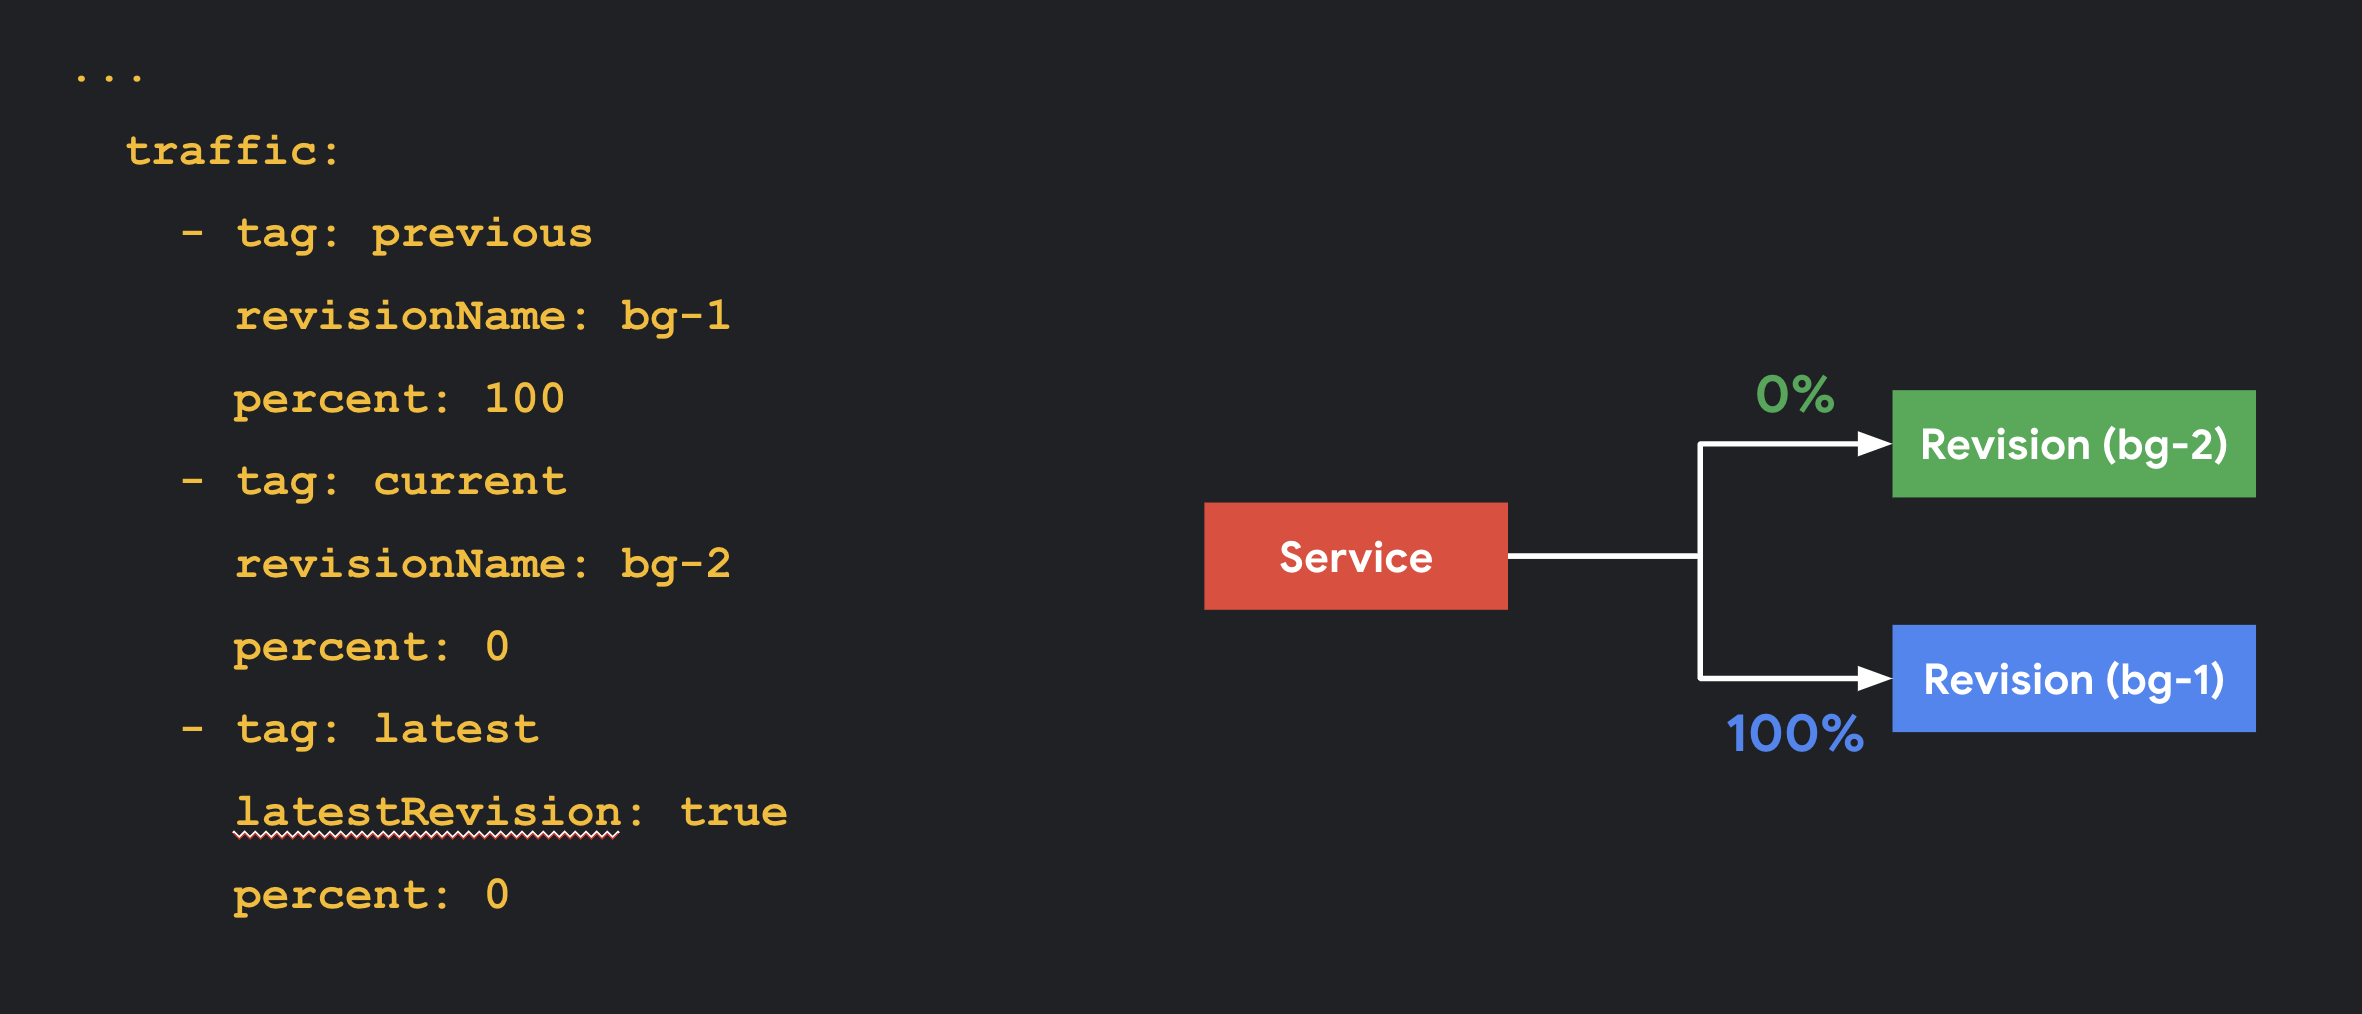 ...
traffic:
- tag: previous
revisionName: bg-1
percent: 100
- tag: current
revisionName: bg-2
percent: 0
- tag: latest
latestRevision: true
percent: 0
0%
Revision (bg-2)
Service
Revision (bg-1)
100%